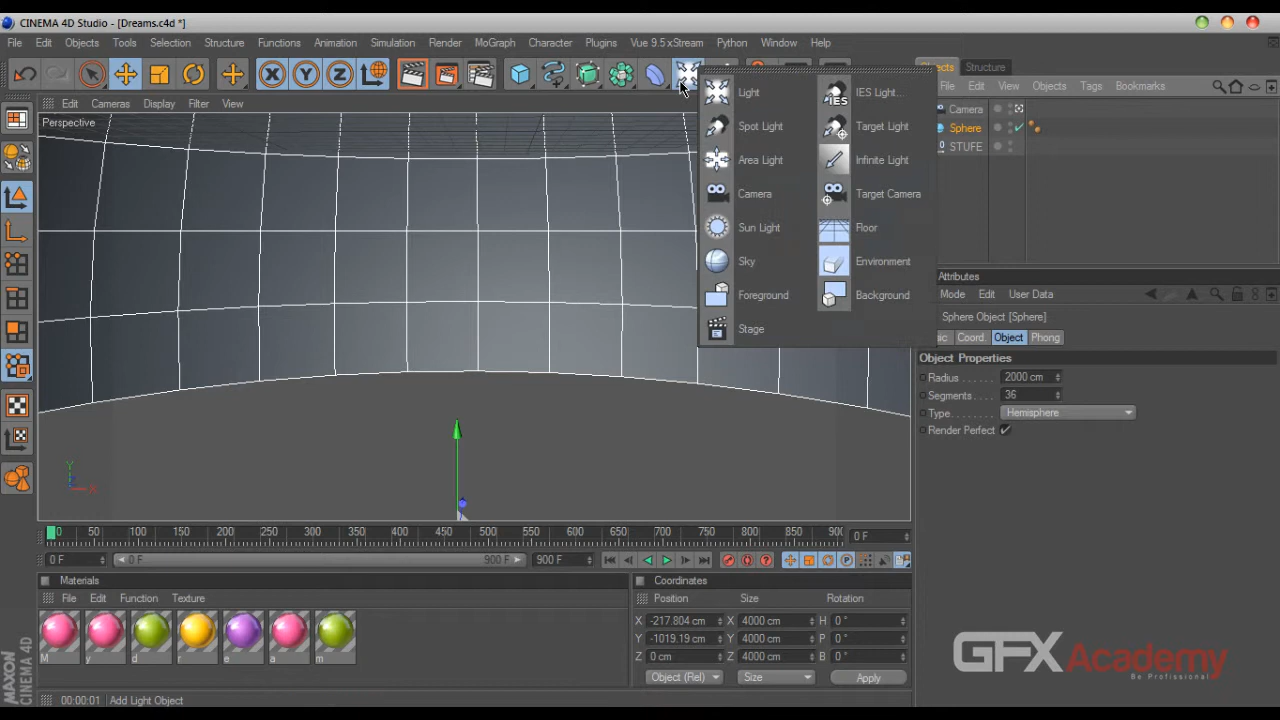 CINEMA 4D Studio - [Dreams.c4d *]
File Edit Objects Tools Selection Structure Functions Animation Simulation Render MoGraph Character Plugins Vue 9.5 xStream Python Window Help
Objects Structure
File Edit View Objects Tags Bookmarks
Edit Cameras Display Filter View
Perspective
Light IES Light...
Spot Light Target Light
Area Light Infinite Light
Camera Target Camera
Sun Light Floor
Sky Environment
Foreground Background
Stage
Camera
Sphere
STUFE
Attributes
Mode Edit User Data
Sphere Object [Sphere]
Coord. Object Phong
Object Properties
Radius 2000 cm
Segments 36
Type Hemisphere
Render Perfect
Y
Z X
0 50 100 150 200 250 300 350 400 450 500 550 600 650 700 750 800 850 90( 0 F
0 F 0 F 900 F 900 F
Materials
File Edit Function Texture
M y d r e a m
Coordinates
Position Size Rotation
X -217.804 cm X 4000 cm H 0 °
Y -1019.19 cm Y 4000 cm P 0 °
Z 0 cm Z 4000 cm B 0 °
Object (Rel) Size Apply
MAXON
CINEMA 4D
00:00:01 Add Light Object
GFXAcademy
Be Profissional